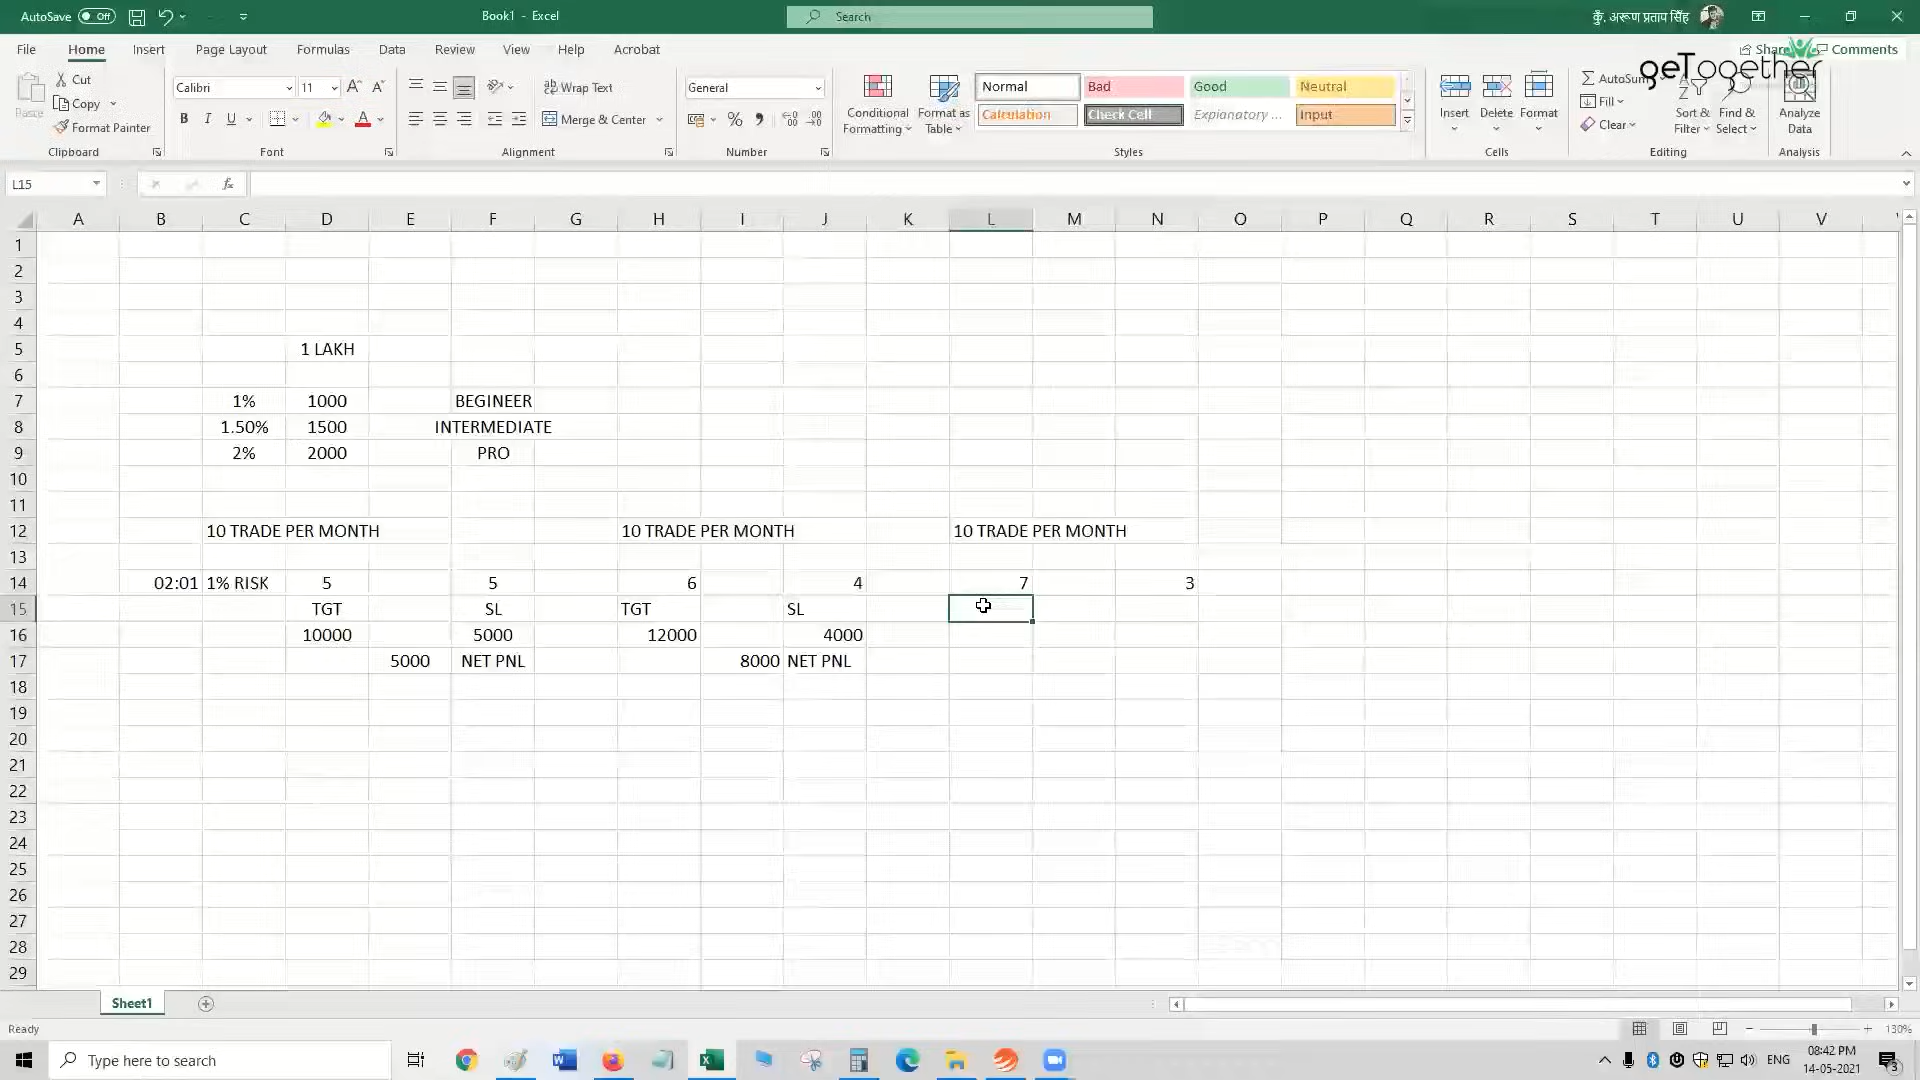 AutoSave Off
Book1 - Excel
Search
कुँ. अरूण प्रताप सिंह
File Home Insert Page Layout Formulas Data Review View Help Acrobat
Comments
geTogether
Paste
Cut
Copy
Format Painter
Clipboard
Calibri 11
B I U
Font
Wrap Text
Merge & Center
Alignment
General
Number
Conditional Formatting
Format as Table
Normal Bad Good Neutral
Calculation Check Cell Explanatory ... Input
Styles
Insert Delete Format
Cells
AutoSum
Fill
Clear
Sort & Filter
Find & Select
Editing
Analyze Data
Analysis
L15
fx
A B C D E F G H I J K L M N O P Q R S T U V
1
2
3
4
5 1 LAKH
6
7 1% 1000 BEGINEER
8 1.50% 1500 INTERMEDIATE
9 2% 2000 PRO
10
11
12 10 TRADE PER MONTH 10 TRADE PER MONTH 10 TRADE PER MONTH
13
14 02:01 1% RISK 5 5 6 4 7 3
15 TGT SL TGT SL
16 10000 5000 12000 4000
17 5000 NET PNL 8000 NET PNL
18
19
20
21
22
23
24
25
26
27
28
29
Sheet1
Ready
130%
Type here to search
ENG
08:42 PM
14-05-2021
3